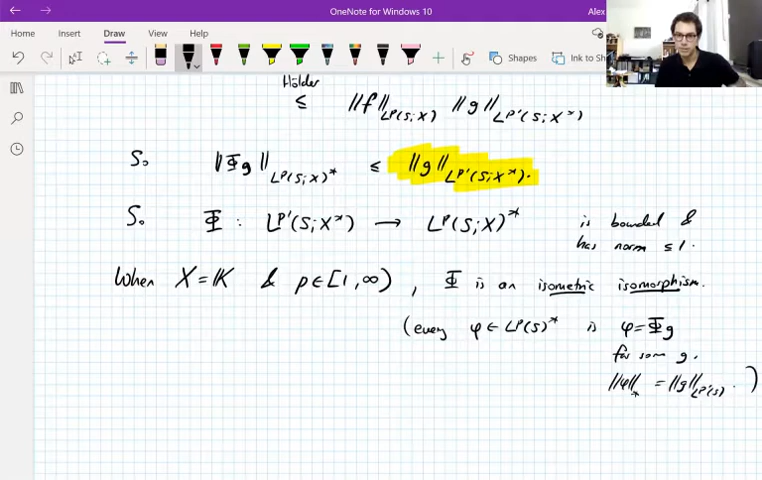 OneNote for Windows 10
Alex
Home Insert Draw View Help
Shapes
Ink to Sh
Hölder
≤ ||f||_{L^p(S;X)} ||g||_{L^{p'}(S;X*)}
So ||Φg||_{L^p(S;X)*} ≤ ||g||_{L^{p'}(S;X*)}.
So Φ : L^{p'}(S;X*) → L^p(S;X)* is bounded &
has norm ≤ 1.
When X = 𝕂 & p ∈ [1, ∞), Φ is an isometric isomorphism.
(every φ ∈ L^p(S)* is φ = Φg
for some g.
||φ||_* = ||g||_{L^{p'}(S)}.)